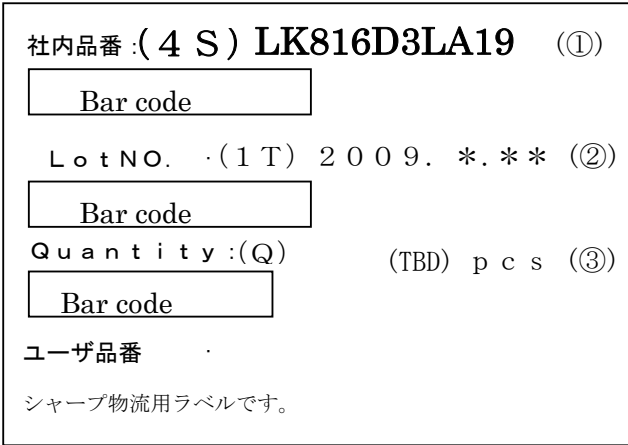 社内品番:(４Ｓ) LK816D3LA19 (①)
Bar code
ＬｏｔＮＯ. ・(１Ｔ) ２００９. ＊.＊＊ (②)
Bar code
Ｑｕａｎｔｉｔｙ:(Q) (TBD) ｐｃｓ (③)
Bar code
ユーザ品番 ・
シャープ物流用ラベルです。